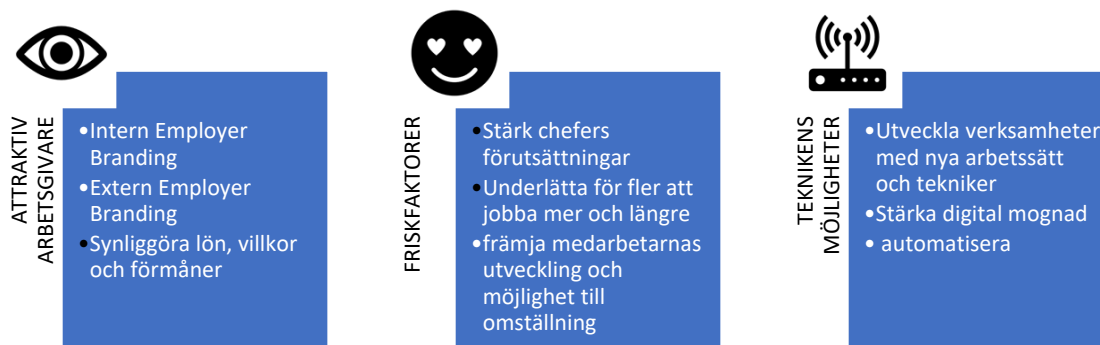 ATTRAKTIV
ARBETSGIVARE
•Intern Employer
Branding
•Extern Employer
Branding
•Synliggöra lön, villkor
och förmåner
FRISKFAKTORER
•Stärk chefers
förutsättningar
•Underlätta för fler att
jobba mer och längre
•främja medarbetarnas
utveckling och
möjlighet till
omställning
TEKNIKENS
MÖJLIGHETER
•Utveckla verksamheter
med nya arbetssätt
och tekniker
•Stärka digital mognad
• automatisera